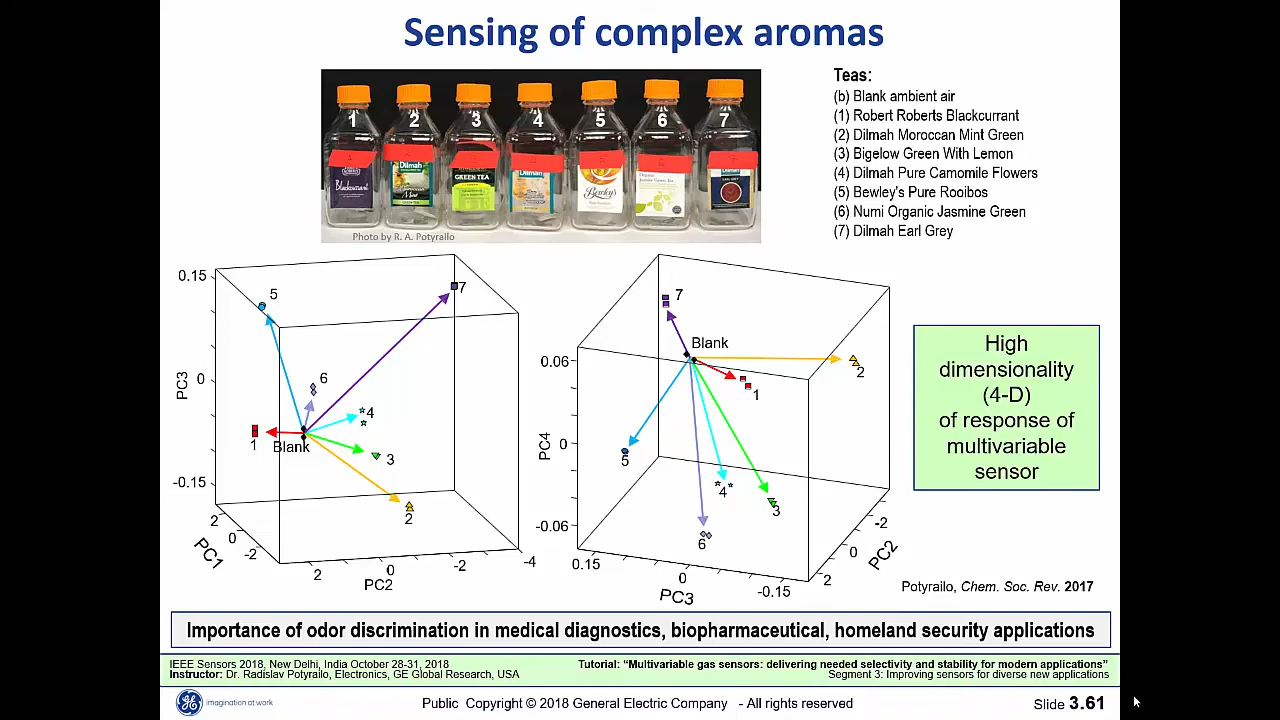 Sensing of complex aromas
1 2 3 4 5 6 7
Blackcurrant
Dilmah
GREEN TEA
Dilmah
Bewley's
Dilmah
Photo by R. A. Potyrallo
Teas:
(b) Blank ambient air
(1) Robert Roberts Blackcurrant
(2) Dilmah Moroccan Mint Green
(3) Bigelow Green With Lemon
(4) Dilmah Pure Camomile Flowers
(5) Bewley's Pure Rooibos
(6) Numi Organic Jasmine Green
(7) Dilmah Earl Grey
0.15
0
-0.15
PC3
5
7
6
4
1
Blank
3
2
2
0
-2
PC1
2
0
-2
-4
PC2
0.06
0
-0.06
PC4
7
Blank
2
1
5
4
3
6
0.15
0
-0.15
PC3
2
0
-2
PC2
High
dimensionality
(4-D)
of response of
multivariable
sensor
Potyrailo, Chem. Soc. Rev. 2017
Importance of odor discrimination in medical diagnostics, biopharmaceutical, homeland security applications
IEEE Sensors 2018, New Delhi, India October 28-31, 2018
Instructor: Dr. Radislav Potyrailo, Electronics, GE Global Research, USA
Tutorial: “Multivariable gas sensors: delivering needed selectivity and stability for modern applications”
Segment 3: Improving sensors for diverse new applications
imagination at work
Public Copyright © 2018 General Electric Company - All rights reserved
Slide 3.61